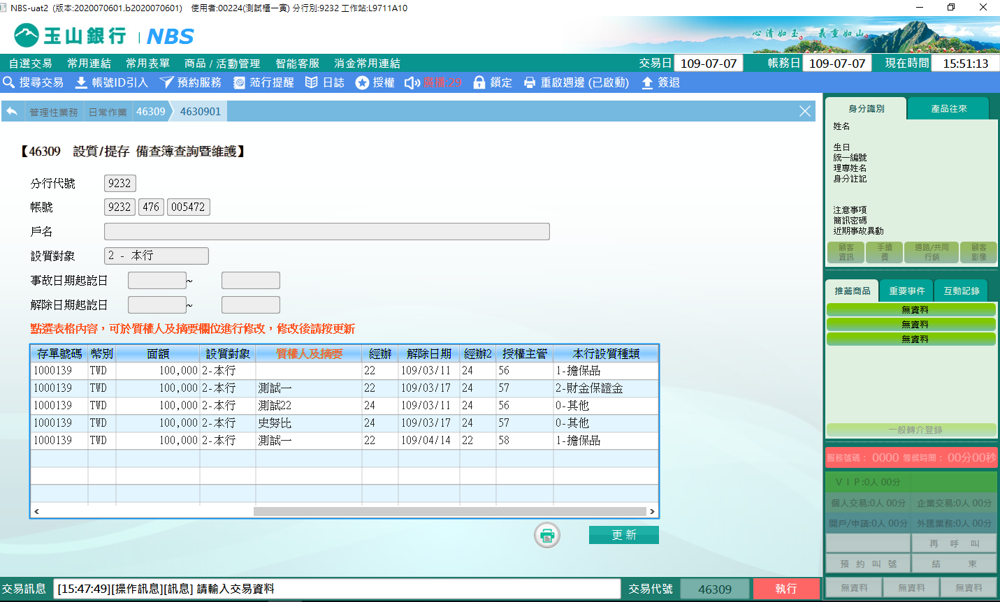 NBS-uat2 (版本:2020070601.b2020070601) 使用者:00224(測試櫃一寅) 分行別:9232 工作站:L9711A10
玉山銀行 | NBS
心清如玉。 義重如山。
自選交易 常用連結 常用表單 商品 / 活動管理 智能客服 消金常用連結 交易日 109-07-07 帳務日 109-07-07 現在時間 15:51:13
搜尋交易 帳號ID引入 預約服務 蒞行提醒 日誌 授權 廣播:29 鎖定 重啟週邊 (已啟動) 簽退
管理性業務 日常作業 46309 4630901
【46309 設質/提存 備查簿查詢暨維護】
分行代號 9232
帳號 9232 476 005472
戶名
設質對象 2 - 本行
事故日期起訖日 ~
解除日期起訖日 ~
點選表格內容，可於質權人及摘要欄位進行修改，修改後請按更新
存單號碼 幣別 面額 設質對象 質權人及摘要 經辦 解除日期 經辦2 授權主管 本行設質種類
1000139 TWD 100,000 2-本行 22 109/03/11 24 56 1-擔保品
1000139 TWD 100,000 2-本行 測試一 22 109/03/17 24 57 2-財金保證金
1000139 TWD 100,000 2-本行 測試22 24 109/03/11 24 56 0-其他
1000139 TWD 100,000 2-本行 史努比 24 109/03/17 24 57 0-其他
1000139 TWD 100,000 2-本行 測試一 22 109/04/14 22 58 1-擔保品
更新
身分識別 產品往來
姓名
生日
統一編號
理專姓名
身分註記
注意事項
簡訊密碼
近期事故異動
顧客資訊 手續費 通路/共同行銷 顧客影像
推薦商品 重要事件 互動記錄
無資料
無資料
無資料
一般轉介登錄
服務號碼： 0000 等候時間： 00分00秒
ＶＩＰ:0人 00分
個人交易:0人 00分 企業交易:0人 00分
開戶/申請:0人 00分 外匯業務:0人 00分
再 呼 叫
預 約 叫 號 結 束
無資料 無資料 無資料
交易訊息 [15:47:49][操作訊息][訊息] 請輸入交易資料 交易代號 46309 執行